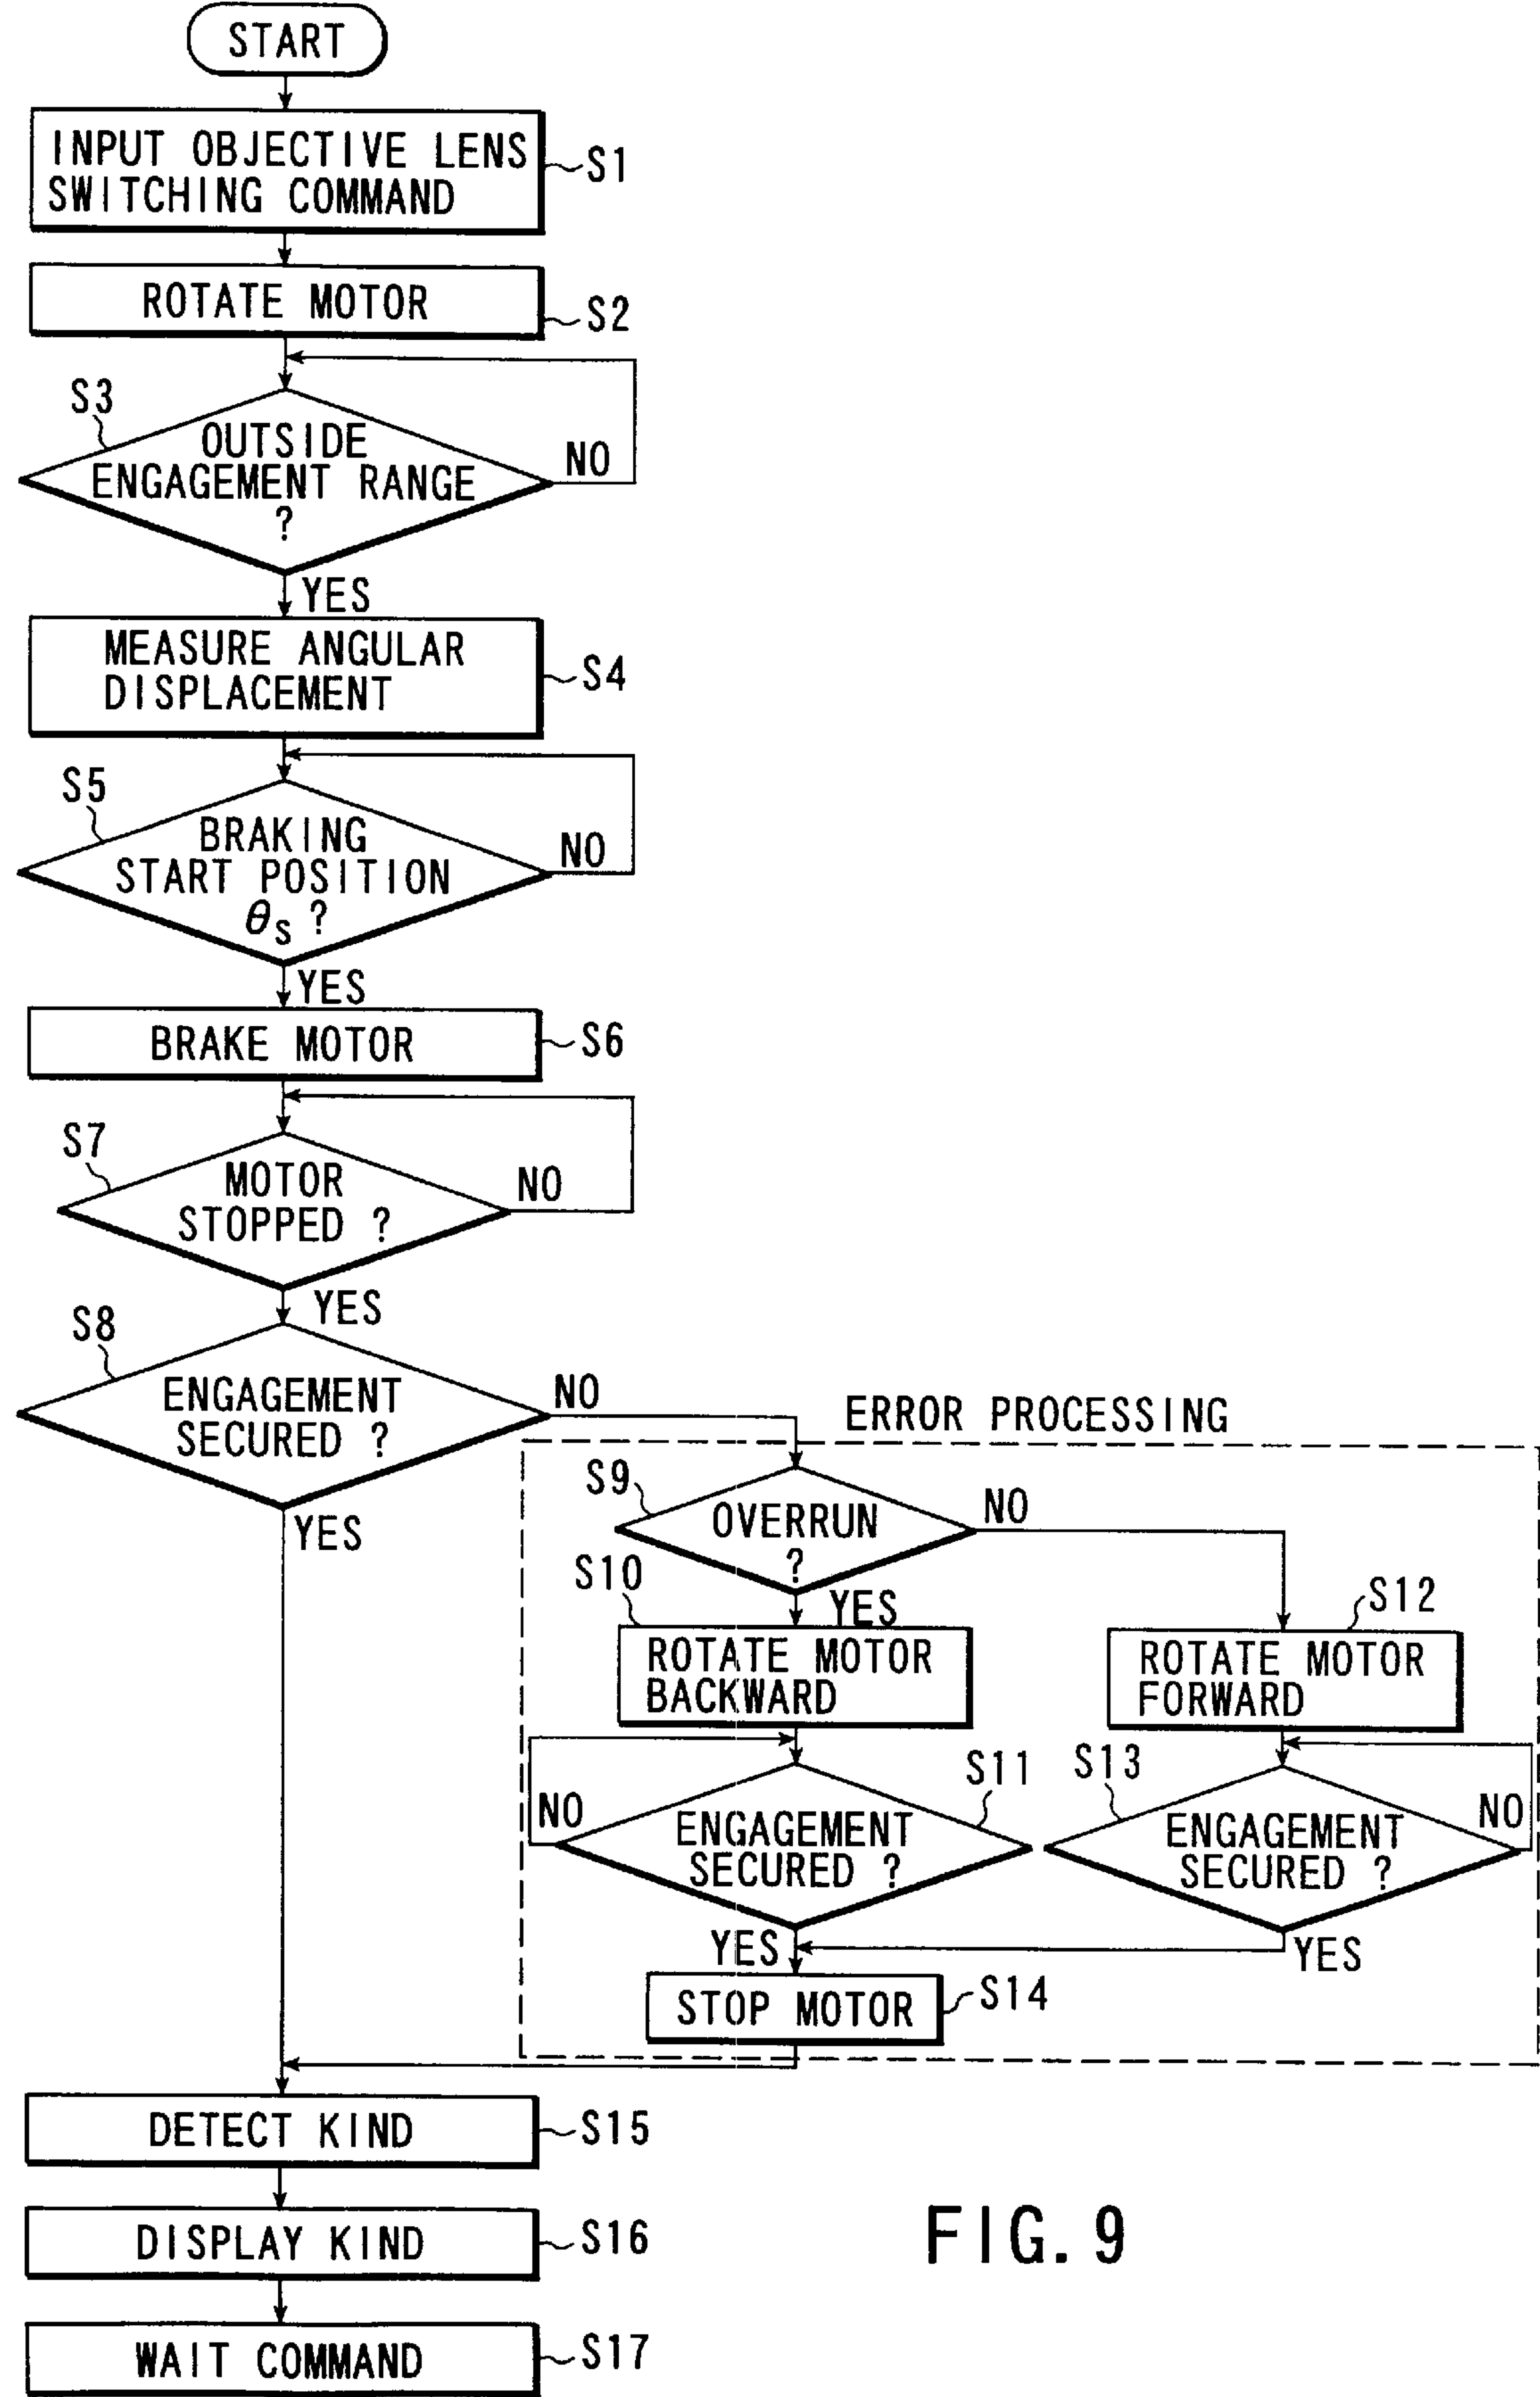 START
INPUT OBJECTIVE LENS
SWITCHING COMMAND
S1
ROTATE MOTOR
S2
S3
OUTSIDE
ENGAGEMENT RANGE
?
NO
YES
MEASURE ANGULAR
DISPLACEMENT
S4
S5
BRAKING
START POSITION
θs ?
NO
YES
BRAKE MOTOR
S6
S7
MOTOR
STOPPED ?
NO
YES
S8
ENGAGEMENT
SECURED ?
NO
YES
ERROR PROCESSING
S9
OVERRUN
?
NO
YES
S10
ROTATE MOTOR
BACKWARD
S12
ROTATE MOTOR
FORWARD
S11
ENGAGEMENT
SECURED ?
NO
YES
S13
ENGAGEMENT
SECURED ?
NO
YES
STOP MOTOR
S14
DETECT KIND
S15
DISPLAY KIND
S16
WAIT COMMAND
S17
FIG. 9